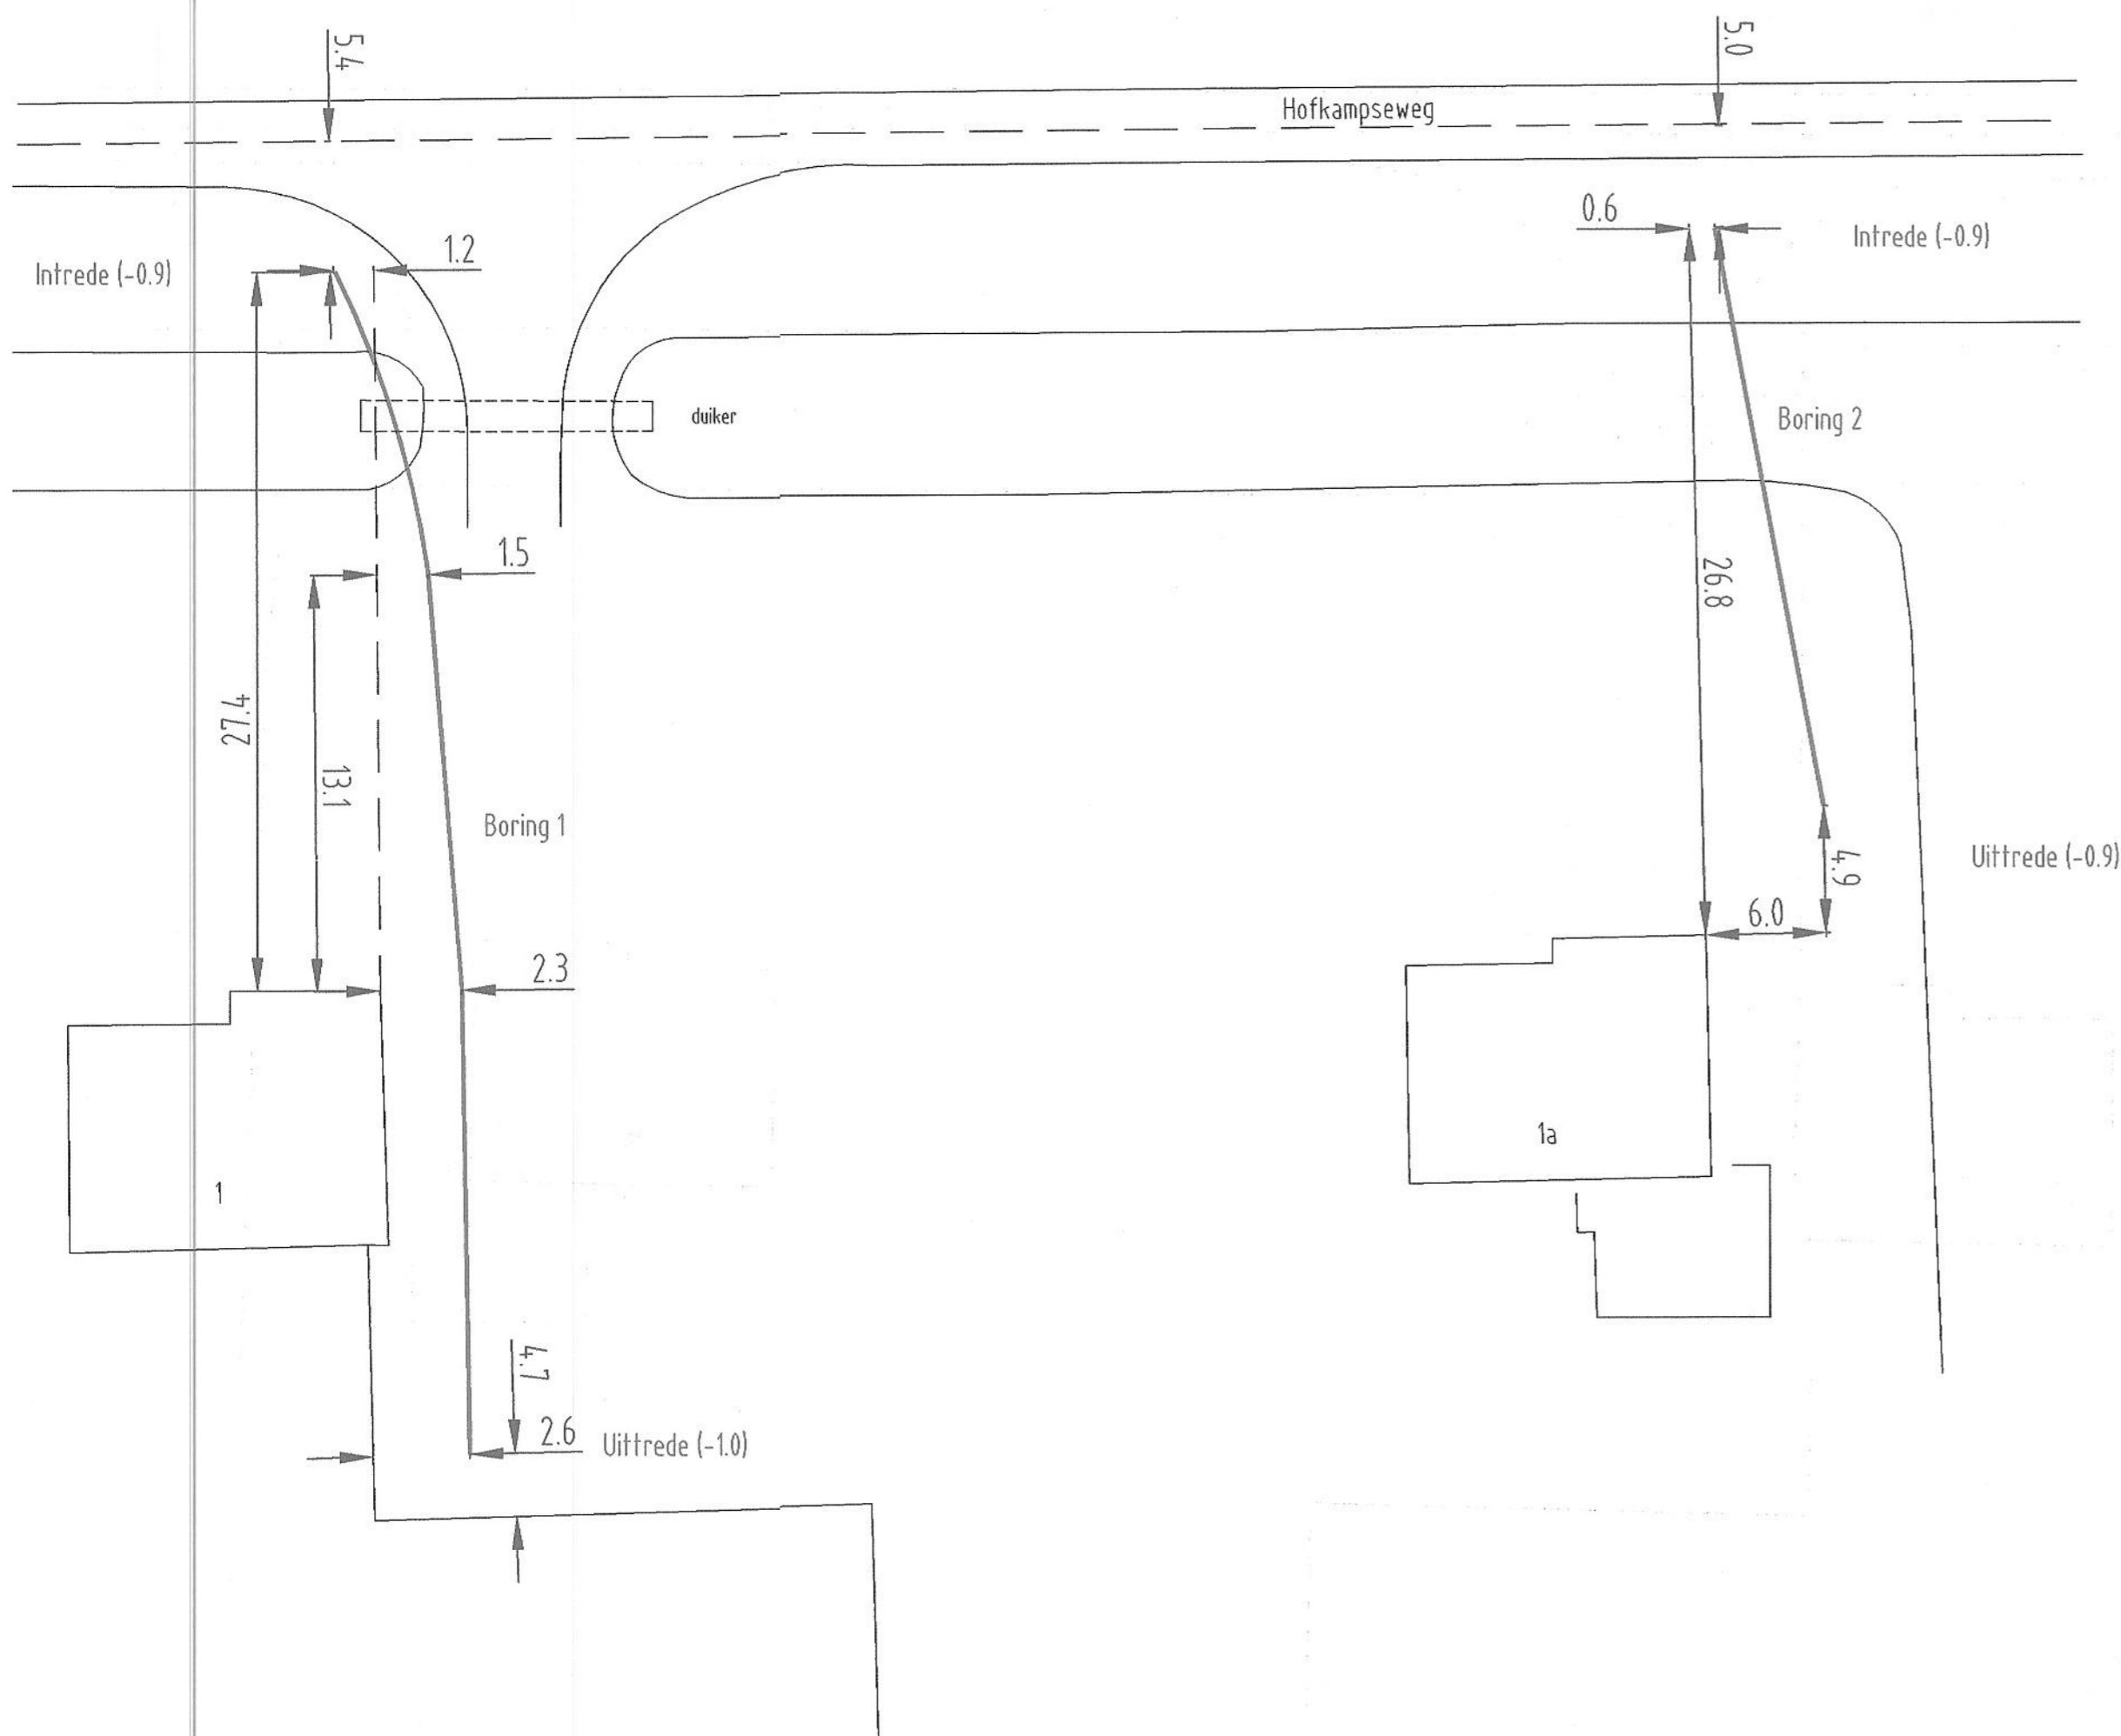 5.4
5.0
Hofkampseweg
0.6
Intrede (-0.9)
1.2
Intrede (-0.9)
duiker
Boring 2
1.5
26.8
27.4
13.1
Boring 1
4.9
Uittrede (-0.9)
6.0
2.3
1a
1
4.7
2.6
Uittrede (-1.0)